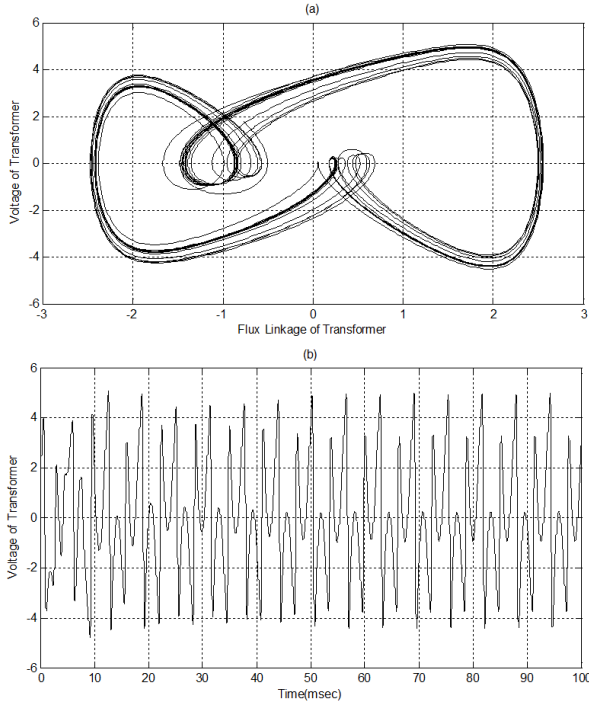 (a)
6
4
2
0
-2
-4
-6
Voltage of Transformer
-3 -2 -1 0 1 2 3
Flux Linkage of Transformer
(b)
6
4
2
0
-2
-4
-6
Voltage of Transformer
0 10 20 30 40 50 60 70 80 90 100
Time(msec)